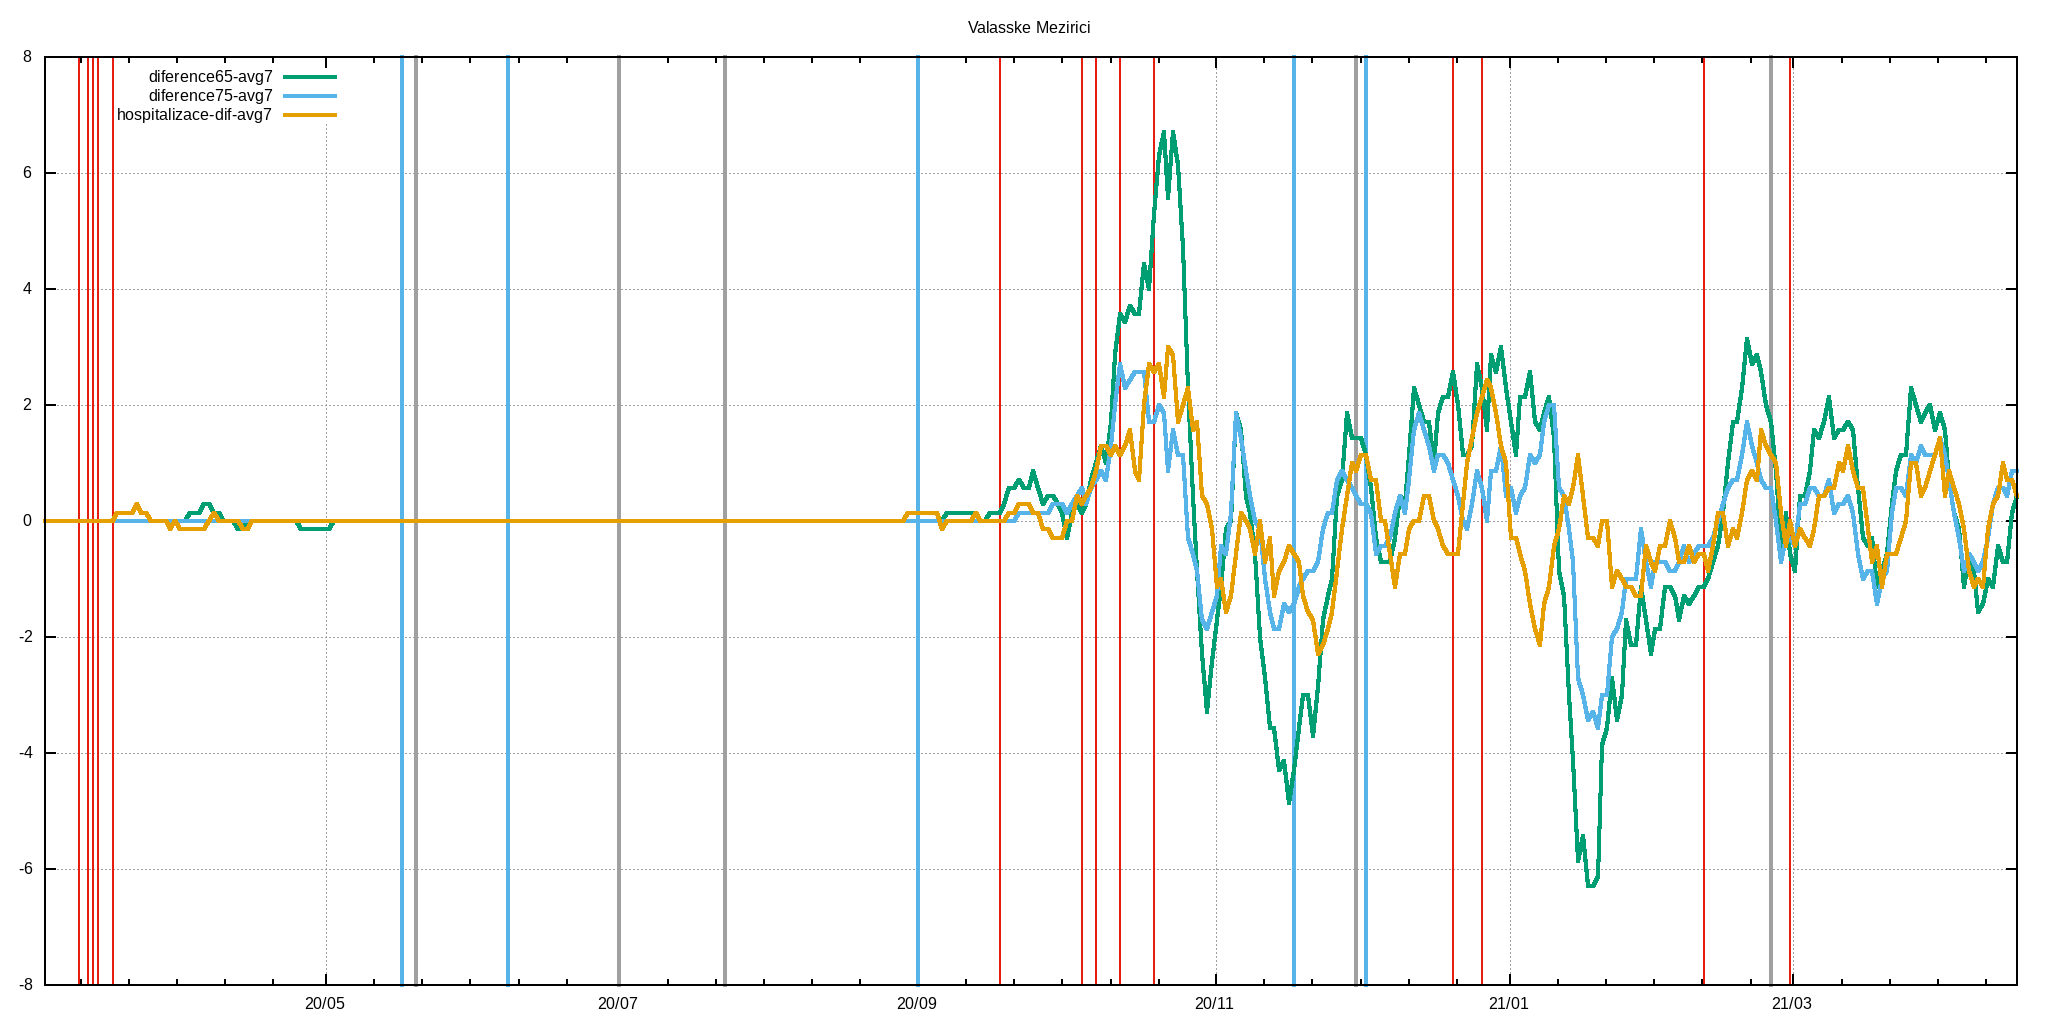 Valasske Mezirici
8
diference65-avg7
diference75-avg7
hospitalizace-dif-avg7
6
4
2
0
-2
-4
-6
-8
20/05 20/07 20/09 20/11 21/01 21/03